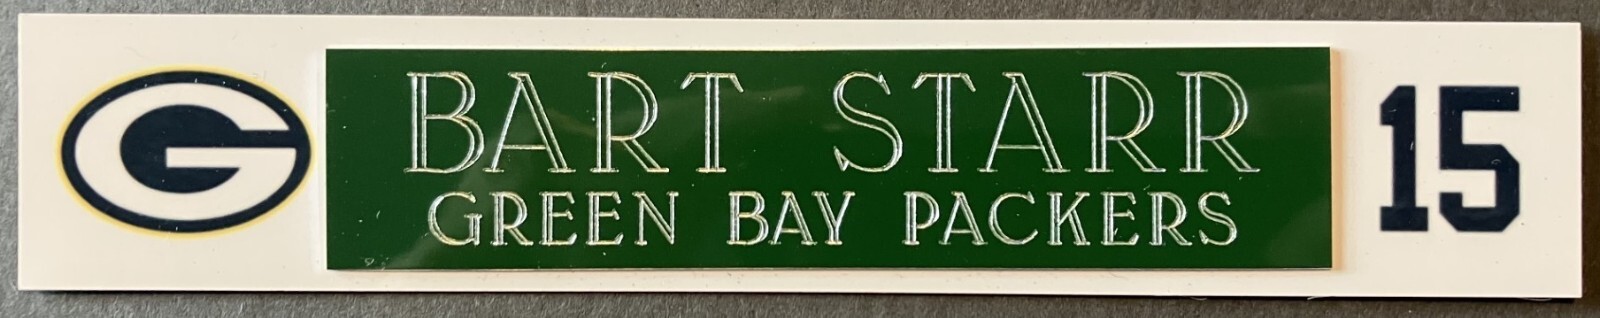 G
BART STARR
GREEN BAY PACKERS
15